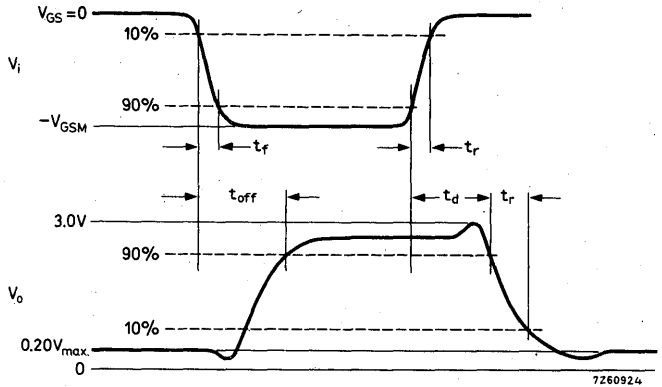 V_GS = 0
10%
V_i
90%
-V_GSM
t_f
t_r
t_off
t_d
t_r
3.0V
90%
V_o
10%
0.20V_max.
0
7Z60924